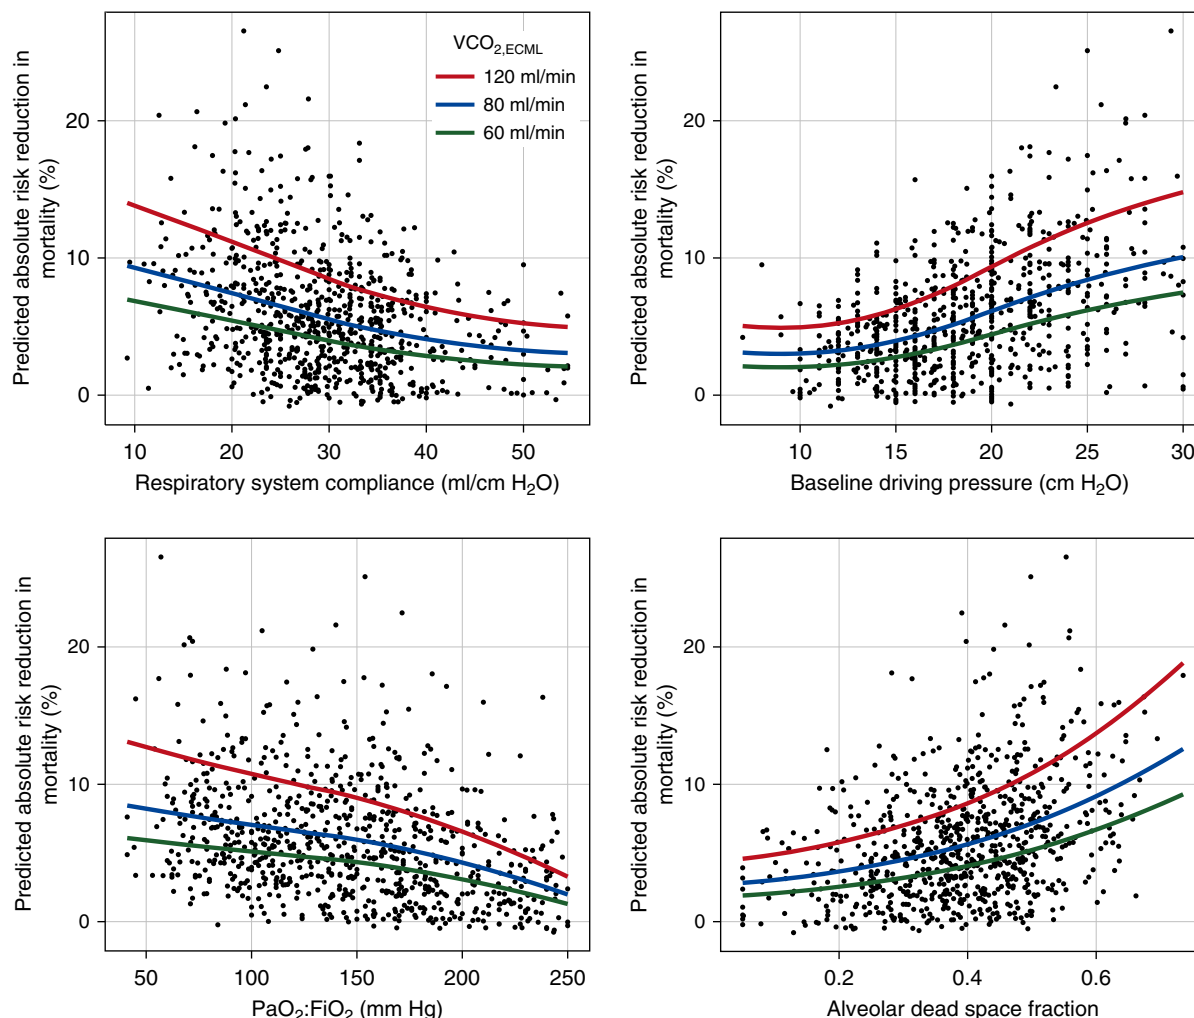 Predicted absolute risk reduction in
mortality (%)
20
10
0
VCO2,ECML
120 ml/min
80 ml/min
60 ml/min
10 20 30 40 50
Respiratory system compliance (ml/cm H2O)
Predicted absolute risk reduction in
mortality (%)
20
10
0
10 15 20 25 30
Baseline driving pressure (cm H2O)
Predicted absolute risk reduction in
mortality (%)
20
10
0
50 100 150 200 250
PaO2:FiO2 (mm Hg)
Predicted absolute risk reduction in
mortality (%)
20
10
0
0.2 0.4 0.6
Alveolar dead space fraction